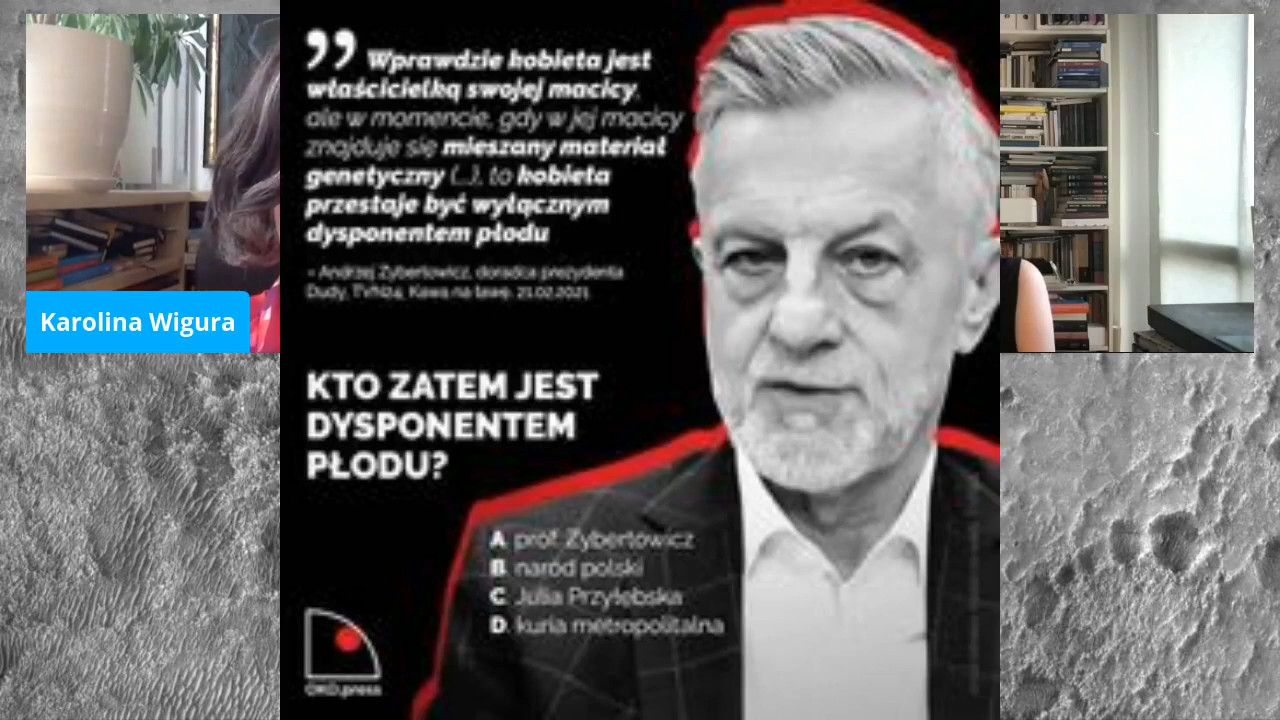 Wprawdzie kobieta jest
właścicielką swojej macicy,
ale w momencie, gdy w jej macicy
znajduje się mieszany materiał
genetyczny (...), to kobieta
przestaje być wyłącznym
dysponentem płodu
- Andrzej Zybertowicz, doradca prezydenta
Dudy, TVN24, Kawa na ławę, 21.02.2021
Karolina Wigura
KTO ZATEM JEST
DYSPONENTEM
PŁODU?
A. prof. Zybertowicz
B. naród polski
C. Julia Przyłębska
D. kuria metropolitalna
OKO.press